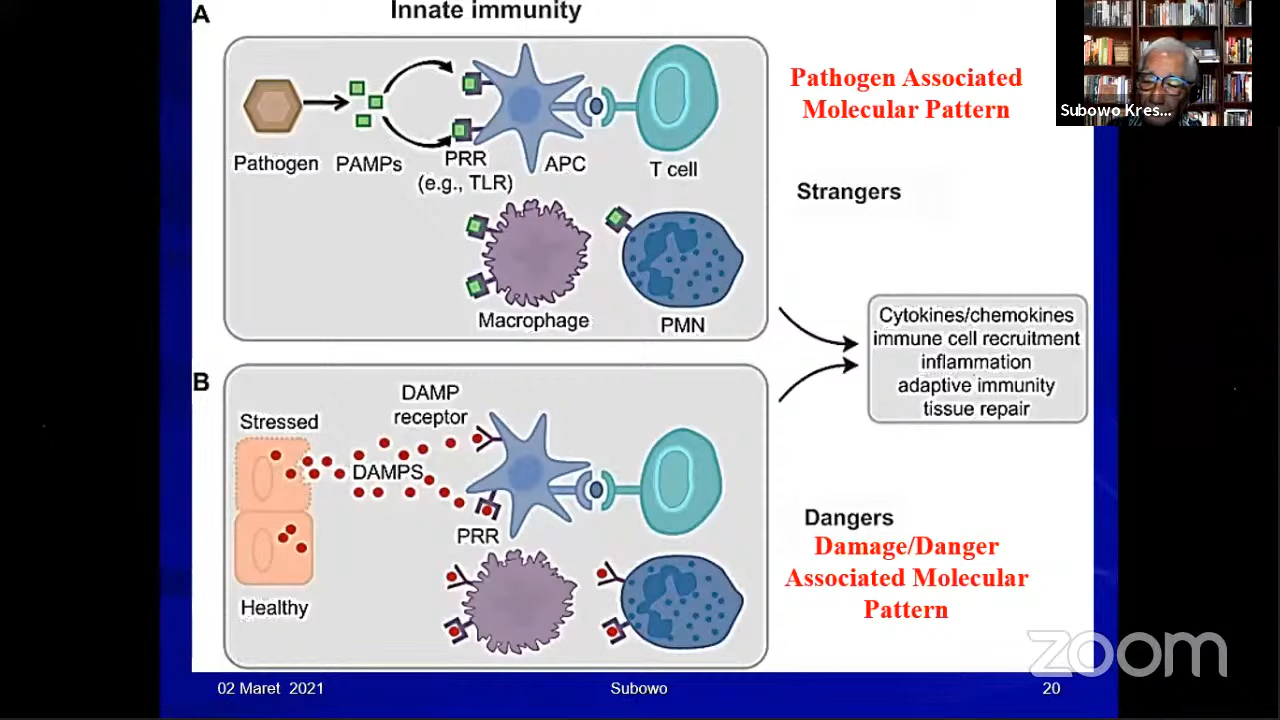 A
Innate immunity
Pathogen
PAMPs
PRR
(e.g., TLR)
APC
T cell
Macrophage
PMN
Pathogen Associated
Molecular Pattern
Strangers
Subowo Kres...
Cytokines/chemokines
immune cell recruitment
inflammation
adaptive immunity
tissue repair
B
Stressed
DAMP
receptor
DAMPS
PRR
Healthy
Dangers
Damage/Danger
Associated Molecular
Pattern
zoom
02 Maret 2021
Subowo
20